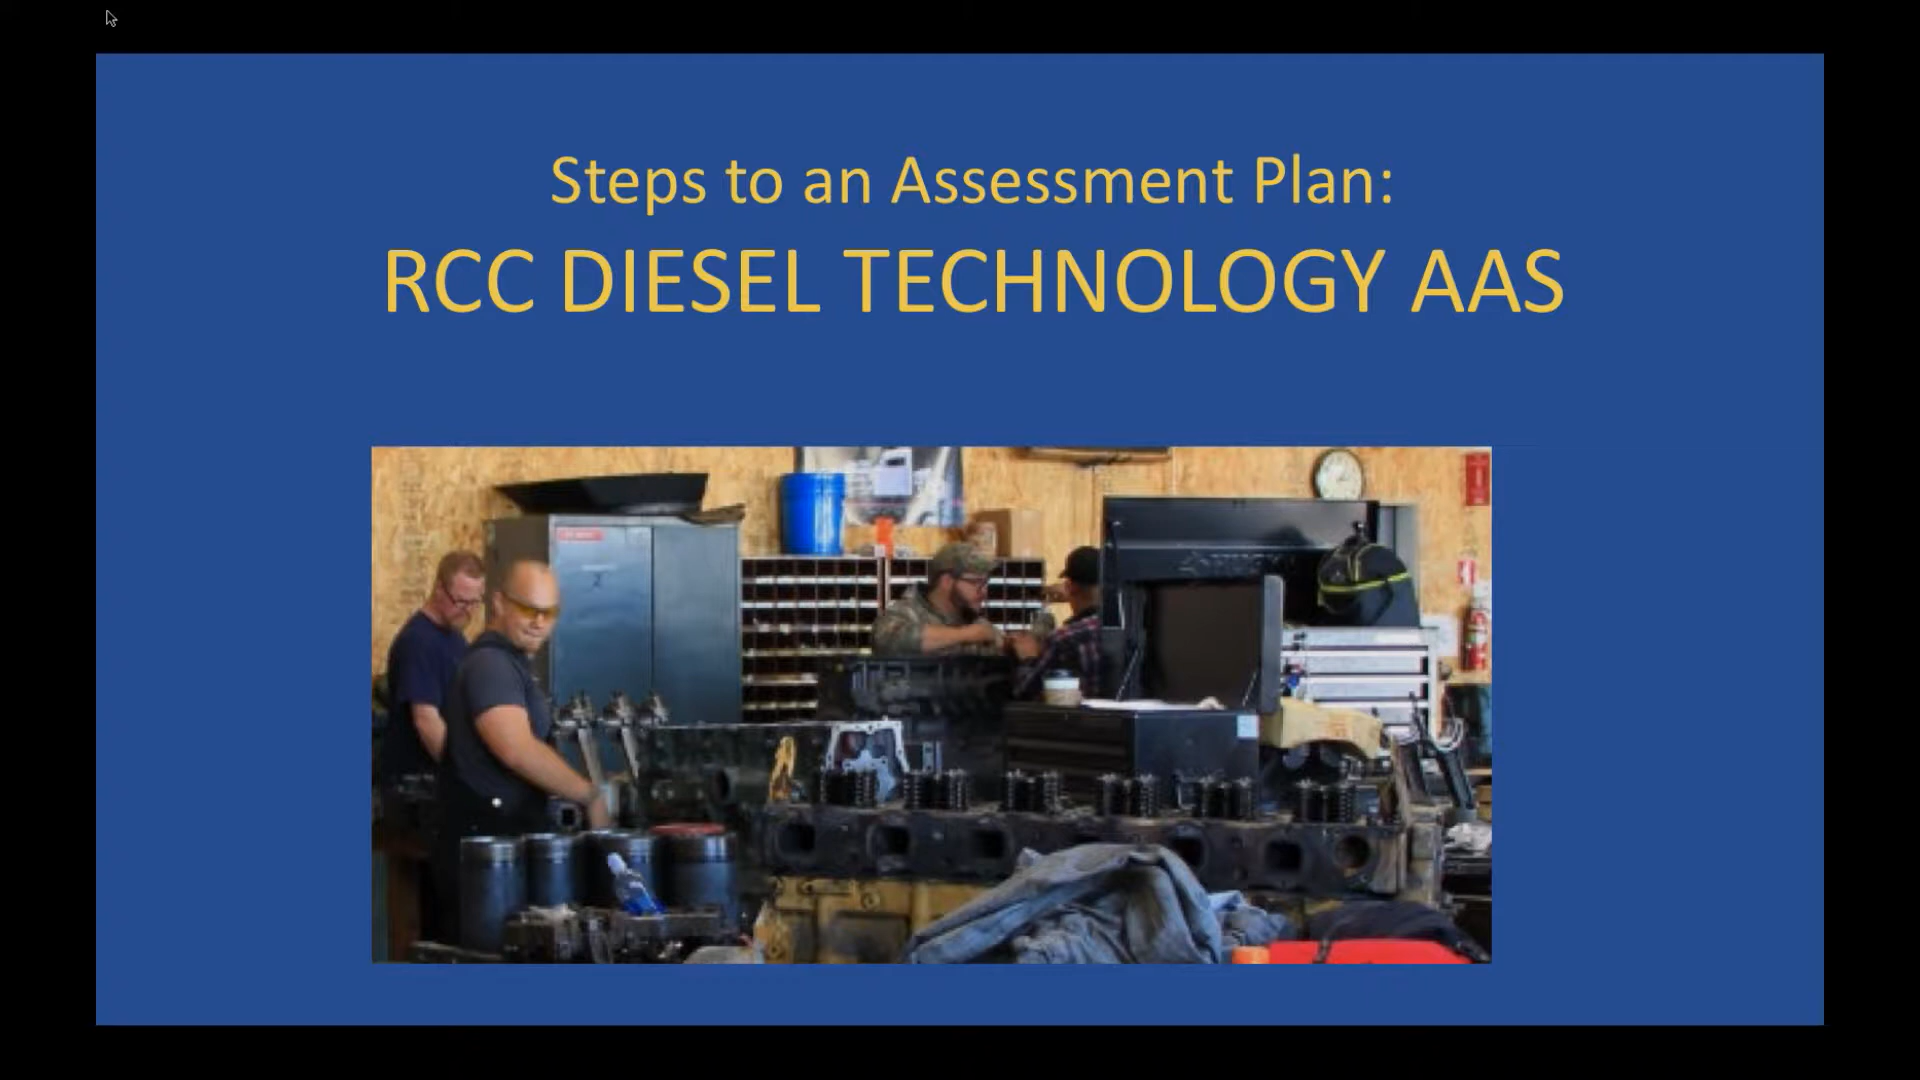 Steps to an Assessment Plan:
RCC DIESEL TECHNOLOGY AAS